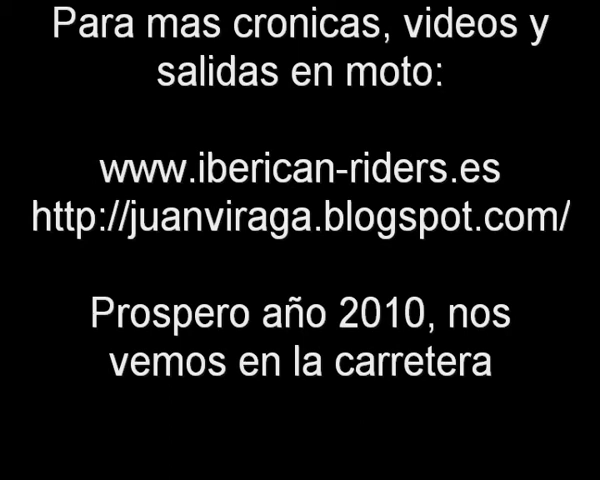 Para mas cronicas, videos y
salidas en moto:
www.iberican-riders.es
http://juanviraga.blogspot.com/
Prospero año 2010, nos
vemos en la carretera